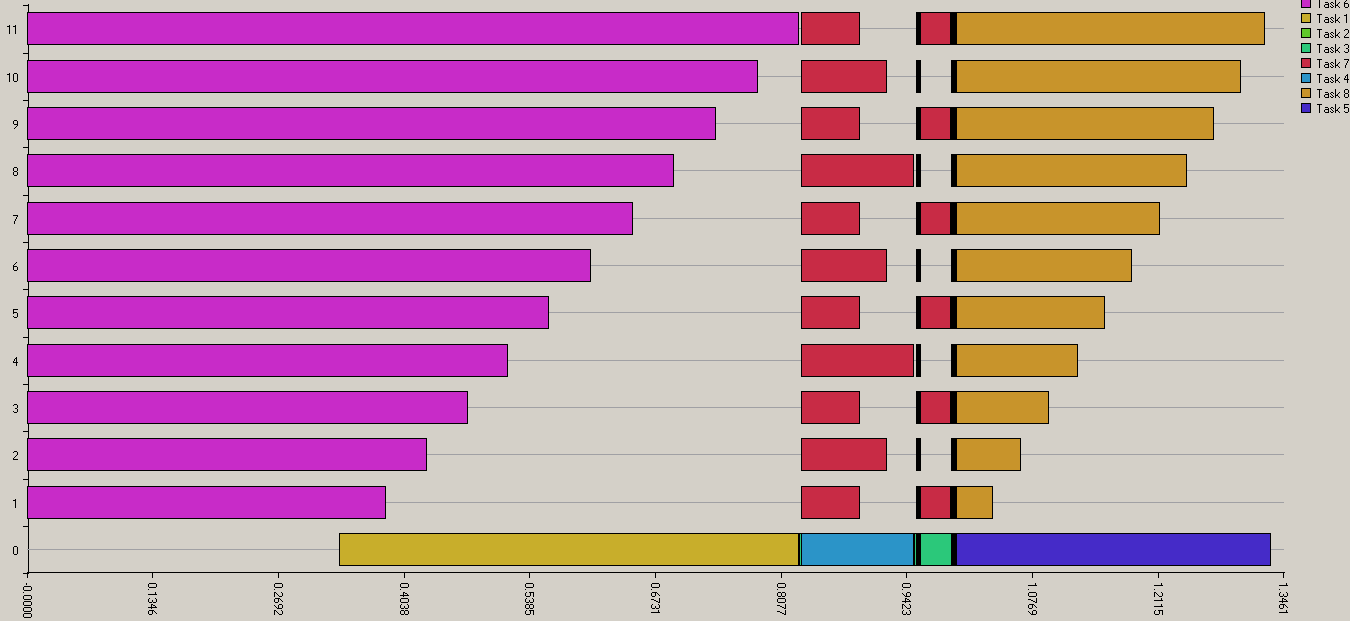 11
10
9
8
7
6
5
4
3
2
1
0
-0.0000
0.1346
0.2692
0.4038
0.5385
0.6731
0.8077
0.9423
1.0769
1.2115
1.3461
Task 6
Task 1
Task 2
Task 3
Task 7
Task 4
Task 8
Task 5